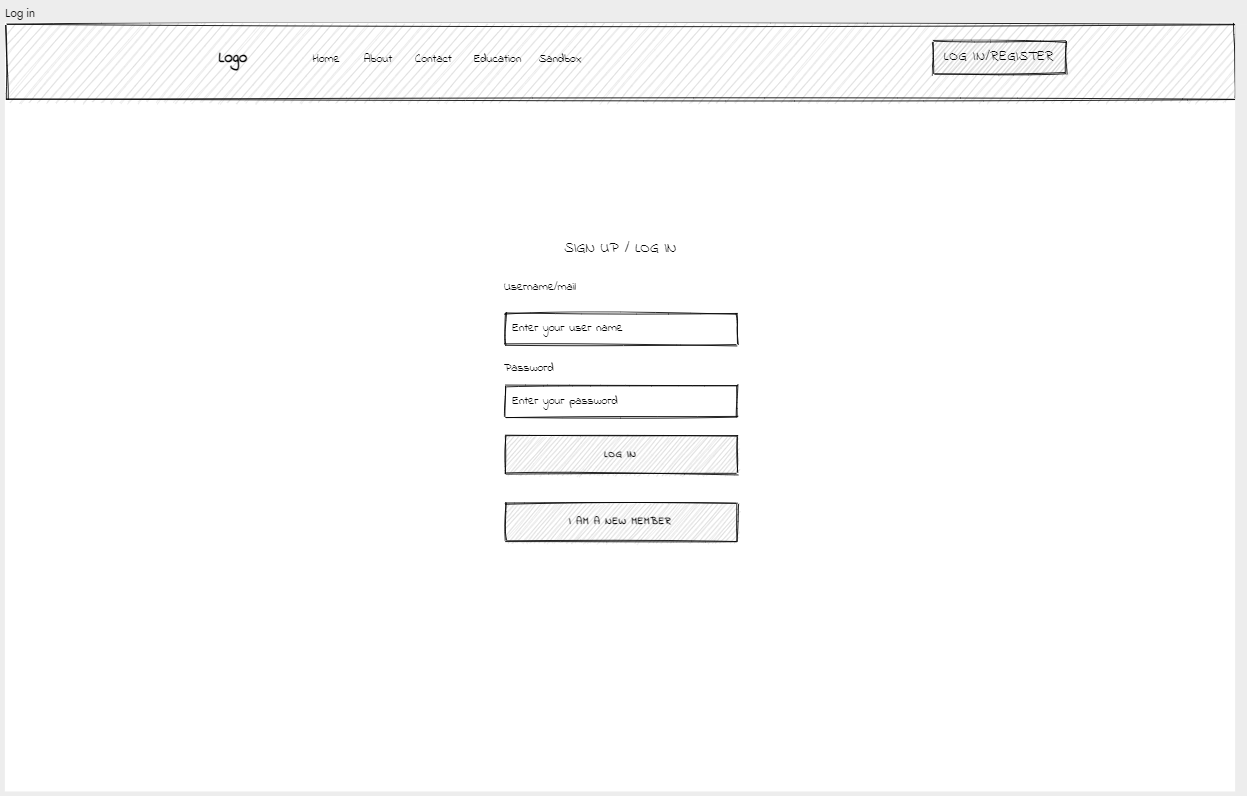 Log in
Logo Home About Contact Education Sandbox LOG IN/REGISTER
SIGN UP / LOG IN
Username/mail
Enter your user name
Password
Enter your password
LOG IN
I AM A NEW MEMBER